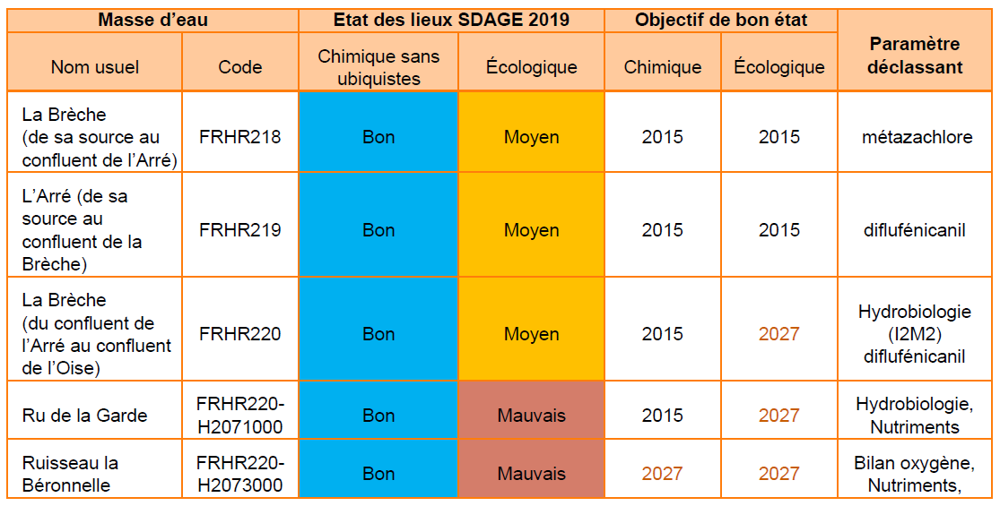 Masse d'eau
Etat des lieux SDAGE 2019
Objectif de bon état
Paramètre
déclassant
Nom usuel
Code
Chimique sans
ubiquistes
Écologique
Chimique
Écologique
La Brèche
(de sa source au
confluent de l'Arré)
FRHR218
Bon
Moyen
2015
2015
métazachlore
L'Arré (de sa
source au
confluent de la
Brèche)
FRHR219
Bon
Moyen
2015
2015
diflufénicanil
La Brèche
(du confluent de
l'Arré au confluent
de l'Oise)
FRHR220
Bon
Moyen
2015
2027
Hydrobiologie
(I2M2)
diflufénicanil
Ru de la Garde
FRHR220-
H2071000
Bon
Mauvais
2015
2027
Hydrobiologie,
Nutriments
Ruisseau la
Béronnelle
FRHR220-
H2073000
Bon
Mauvais
2027
2027
Bilan oxygène,
Nutriments,